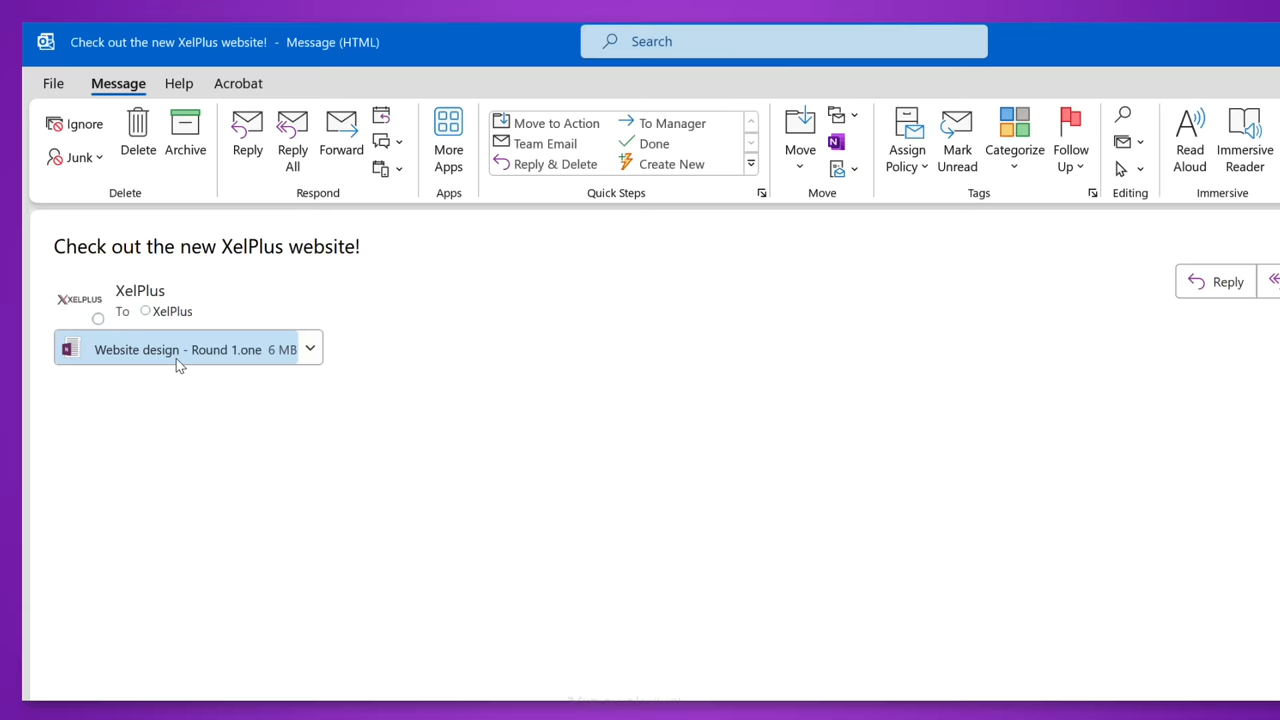 Check out the new XelPlus website! - Message (HTML)
Search
File Message Help Acrobat
Ignore
Junk
Delete
Archive
Delete
Reply
Reply All
Forward
Respond
More Apps
Apps
Move to Action
To Manager
Team Email
Done
Reply & Delete
Create New
Quick Steps
Move
Move
Assign Policy
Mark Unread
Categorize
Follow Up
Tags
Editing
Read Aloud
Immersive Reader
Immersive
Check out the new XelPlus website!
XELPLUS
XelPlus
To XelPlus
Reply
Website design - Round 1.one 6 MB